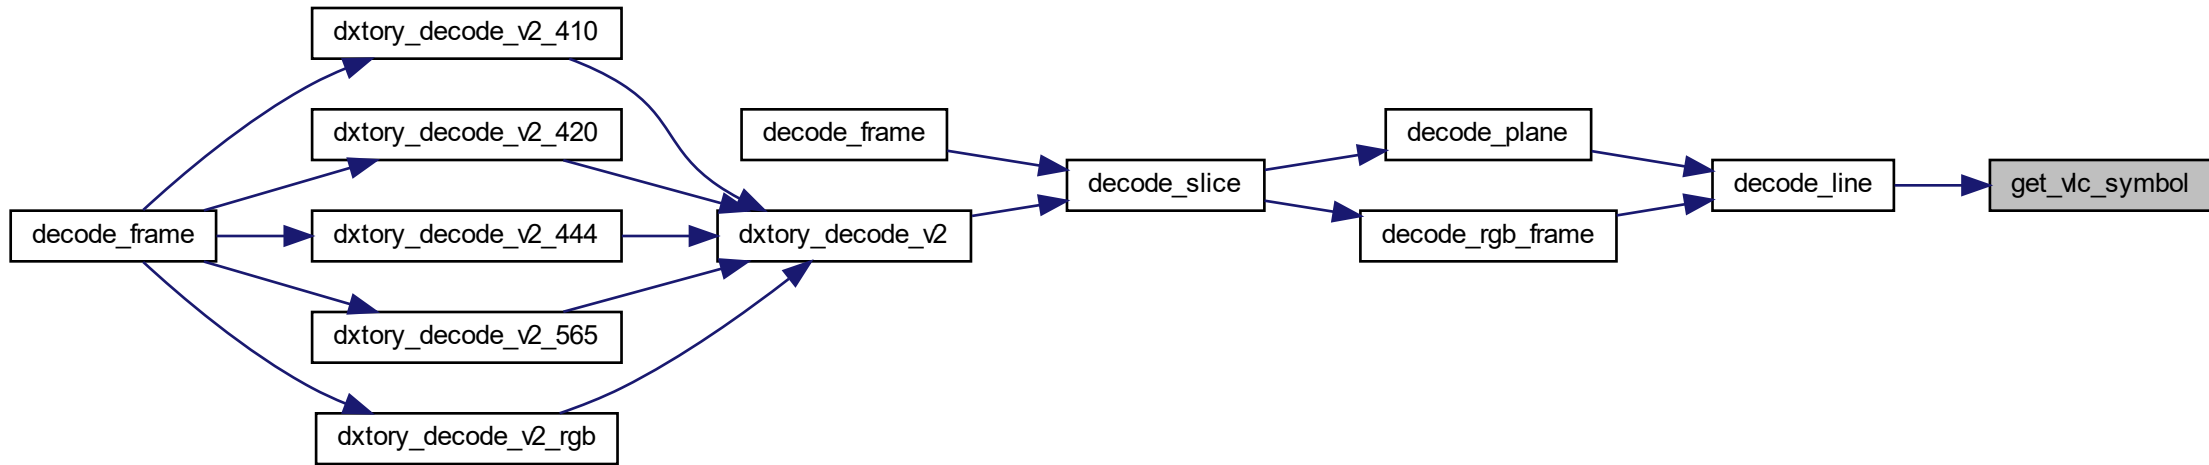 dxtory_decode_v2_410
dxtory_decode_v2_420
decode_frame
decode_plane
decode_slice
decode_line
get_vlc_symbol
decode_frame
dxtory_decode_v2_444
dxtory_decode_v2
decode_rgb_frame
dxtory_decode_v2_565
dxtory_decode_v2_rgb